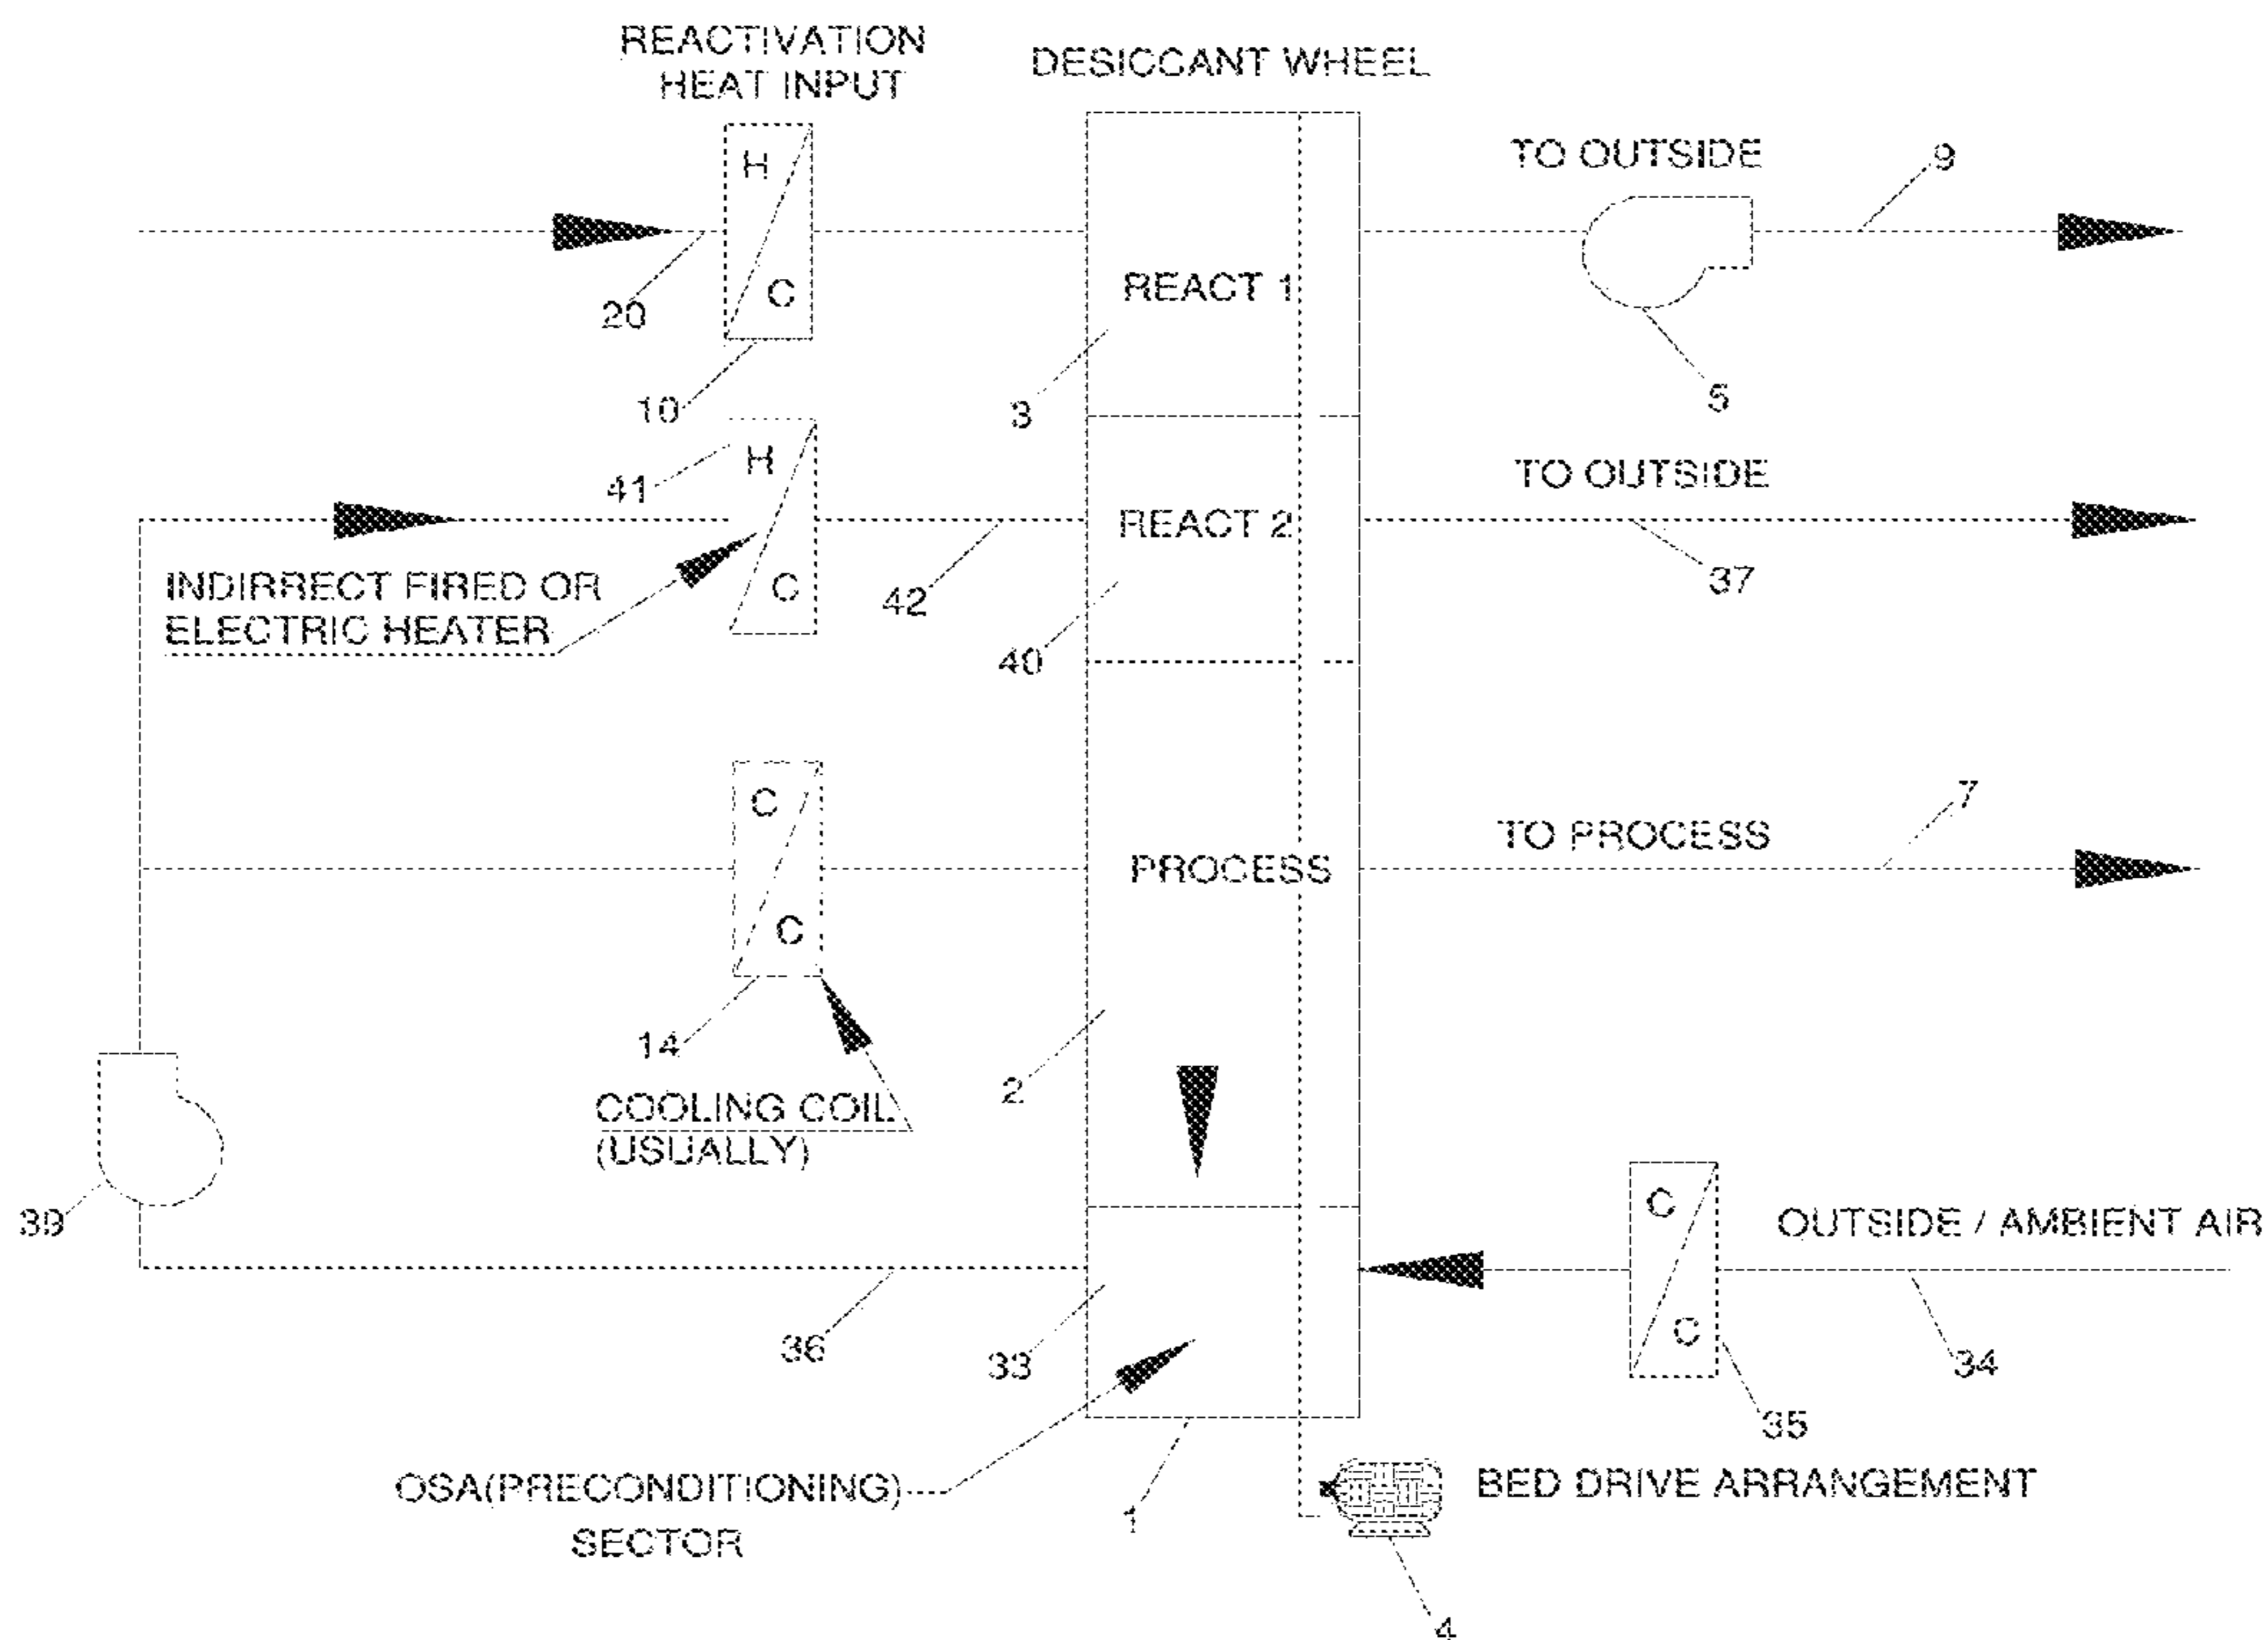 REACTIVATION
HEAT INPUT
DESICCANT WHEEL
H
C
20
10
REACT 1
3
TO OUTSIDE
9
5
41
H
C
INDIRRECT FIRED OR
ELECTRIC HEATER
42
REACT 2
40
TO OUTSIDE
37
C
C
14
COOLING COIL
(USUALLY)
PROCESS
2
TO PROCESS
7
39
36
33
C
C
OUTSIDE / AMBIENT AIR
34
35
OSA(PRECONDITIONING)
SECTOR
1
BED DRIVE ARRANGEMENT
4